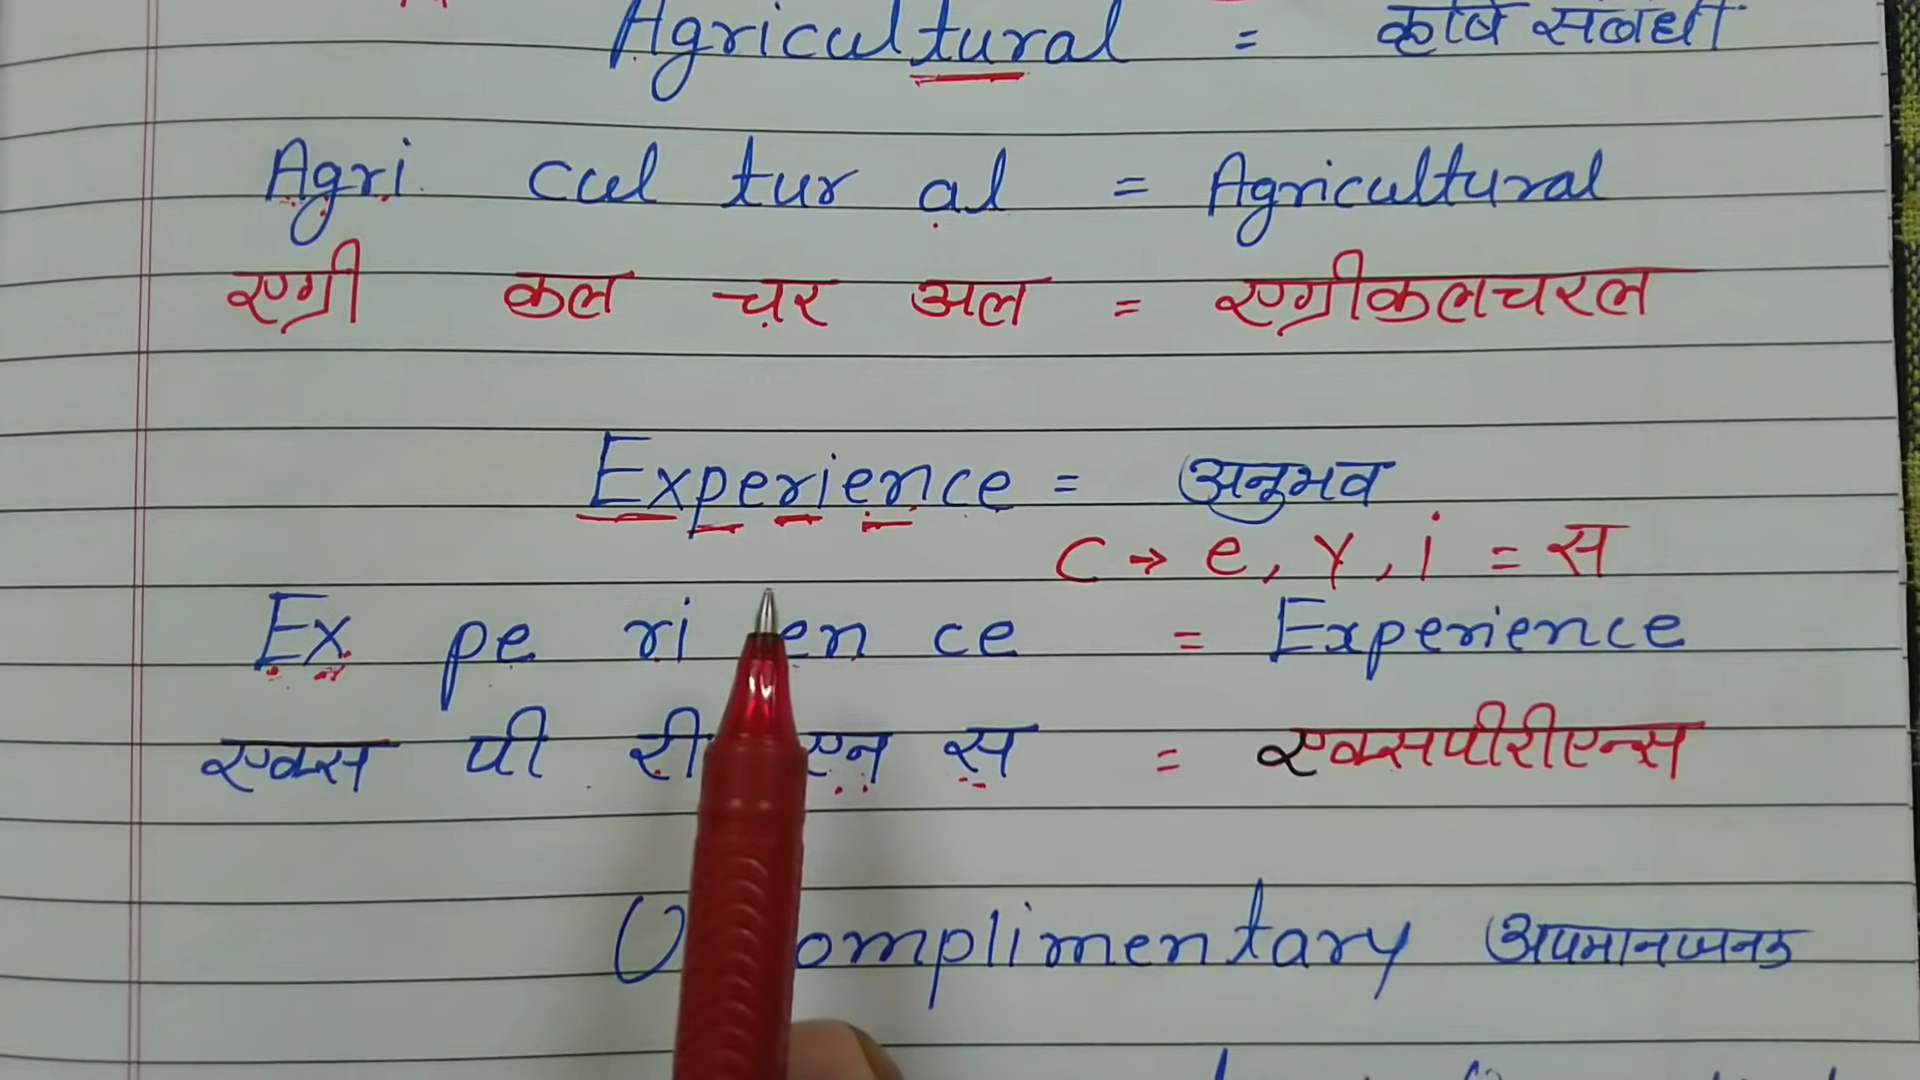 Agricultural = कृषि संबंधी
Agri cul tur al = Agricultural
एग्री कल चर अल = एग्रीकलचरल
Experience = अनुभव
C → e, y, i = स
Ex pe ri en ce = Experience
एक्स पी री एन स = एक्सपीरीएन्स
अपमानजनक